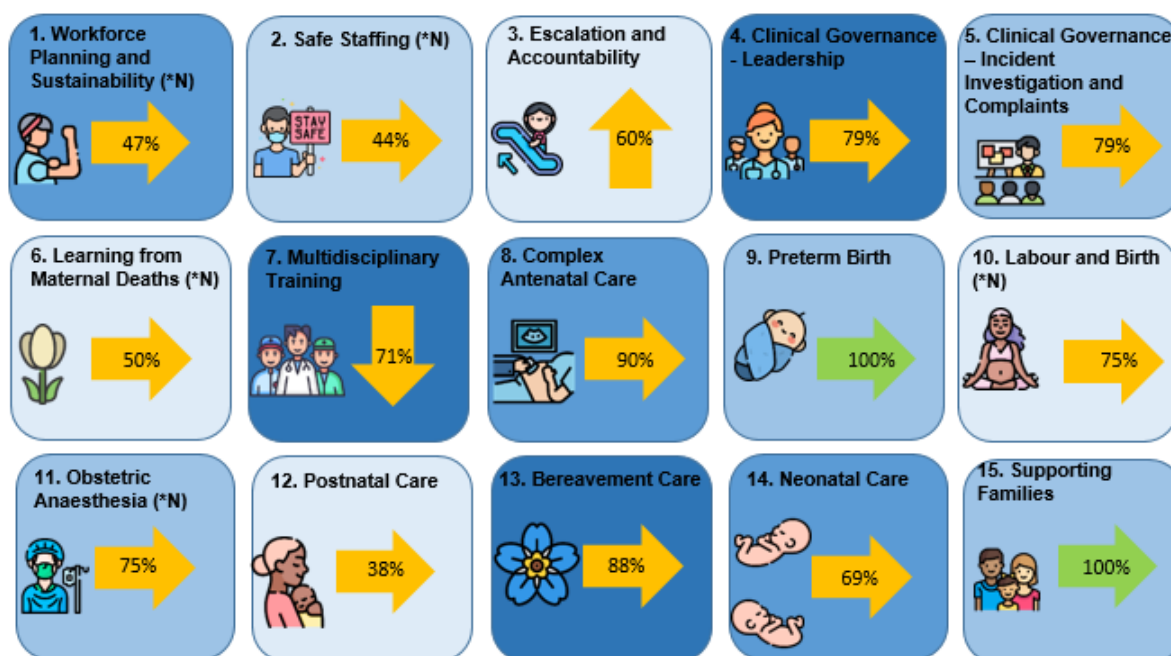 1. Workforce
Planning and
Sustainability (*N)
47%
2. Safe Staffing (*N)
STAY
SAFE
44%
3. Escalation and
Accountability
60%
4. Clinical Governance
- Leadership
79%
5. Clinical Governance
– Incident
Investigation and
Complaints
79%
6. Learning from
Maternal Deaths (*N)
50%
7. Multidisciplinary
Training
71%
8. Complex
Antenatal Care
90%
9. Preterm Birth
100%
10. Labour and Birth
(*N)
75%
11. Obstetric
Anaesthesia (*N)
75%
12. Postnatal Care
38%
13. Bereavement Care
88%
14. Neonatal Care
69%
15. Supporting
Families
100%